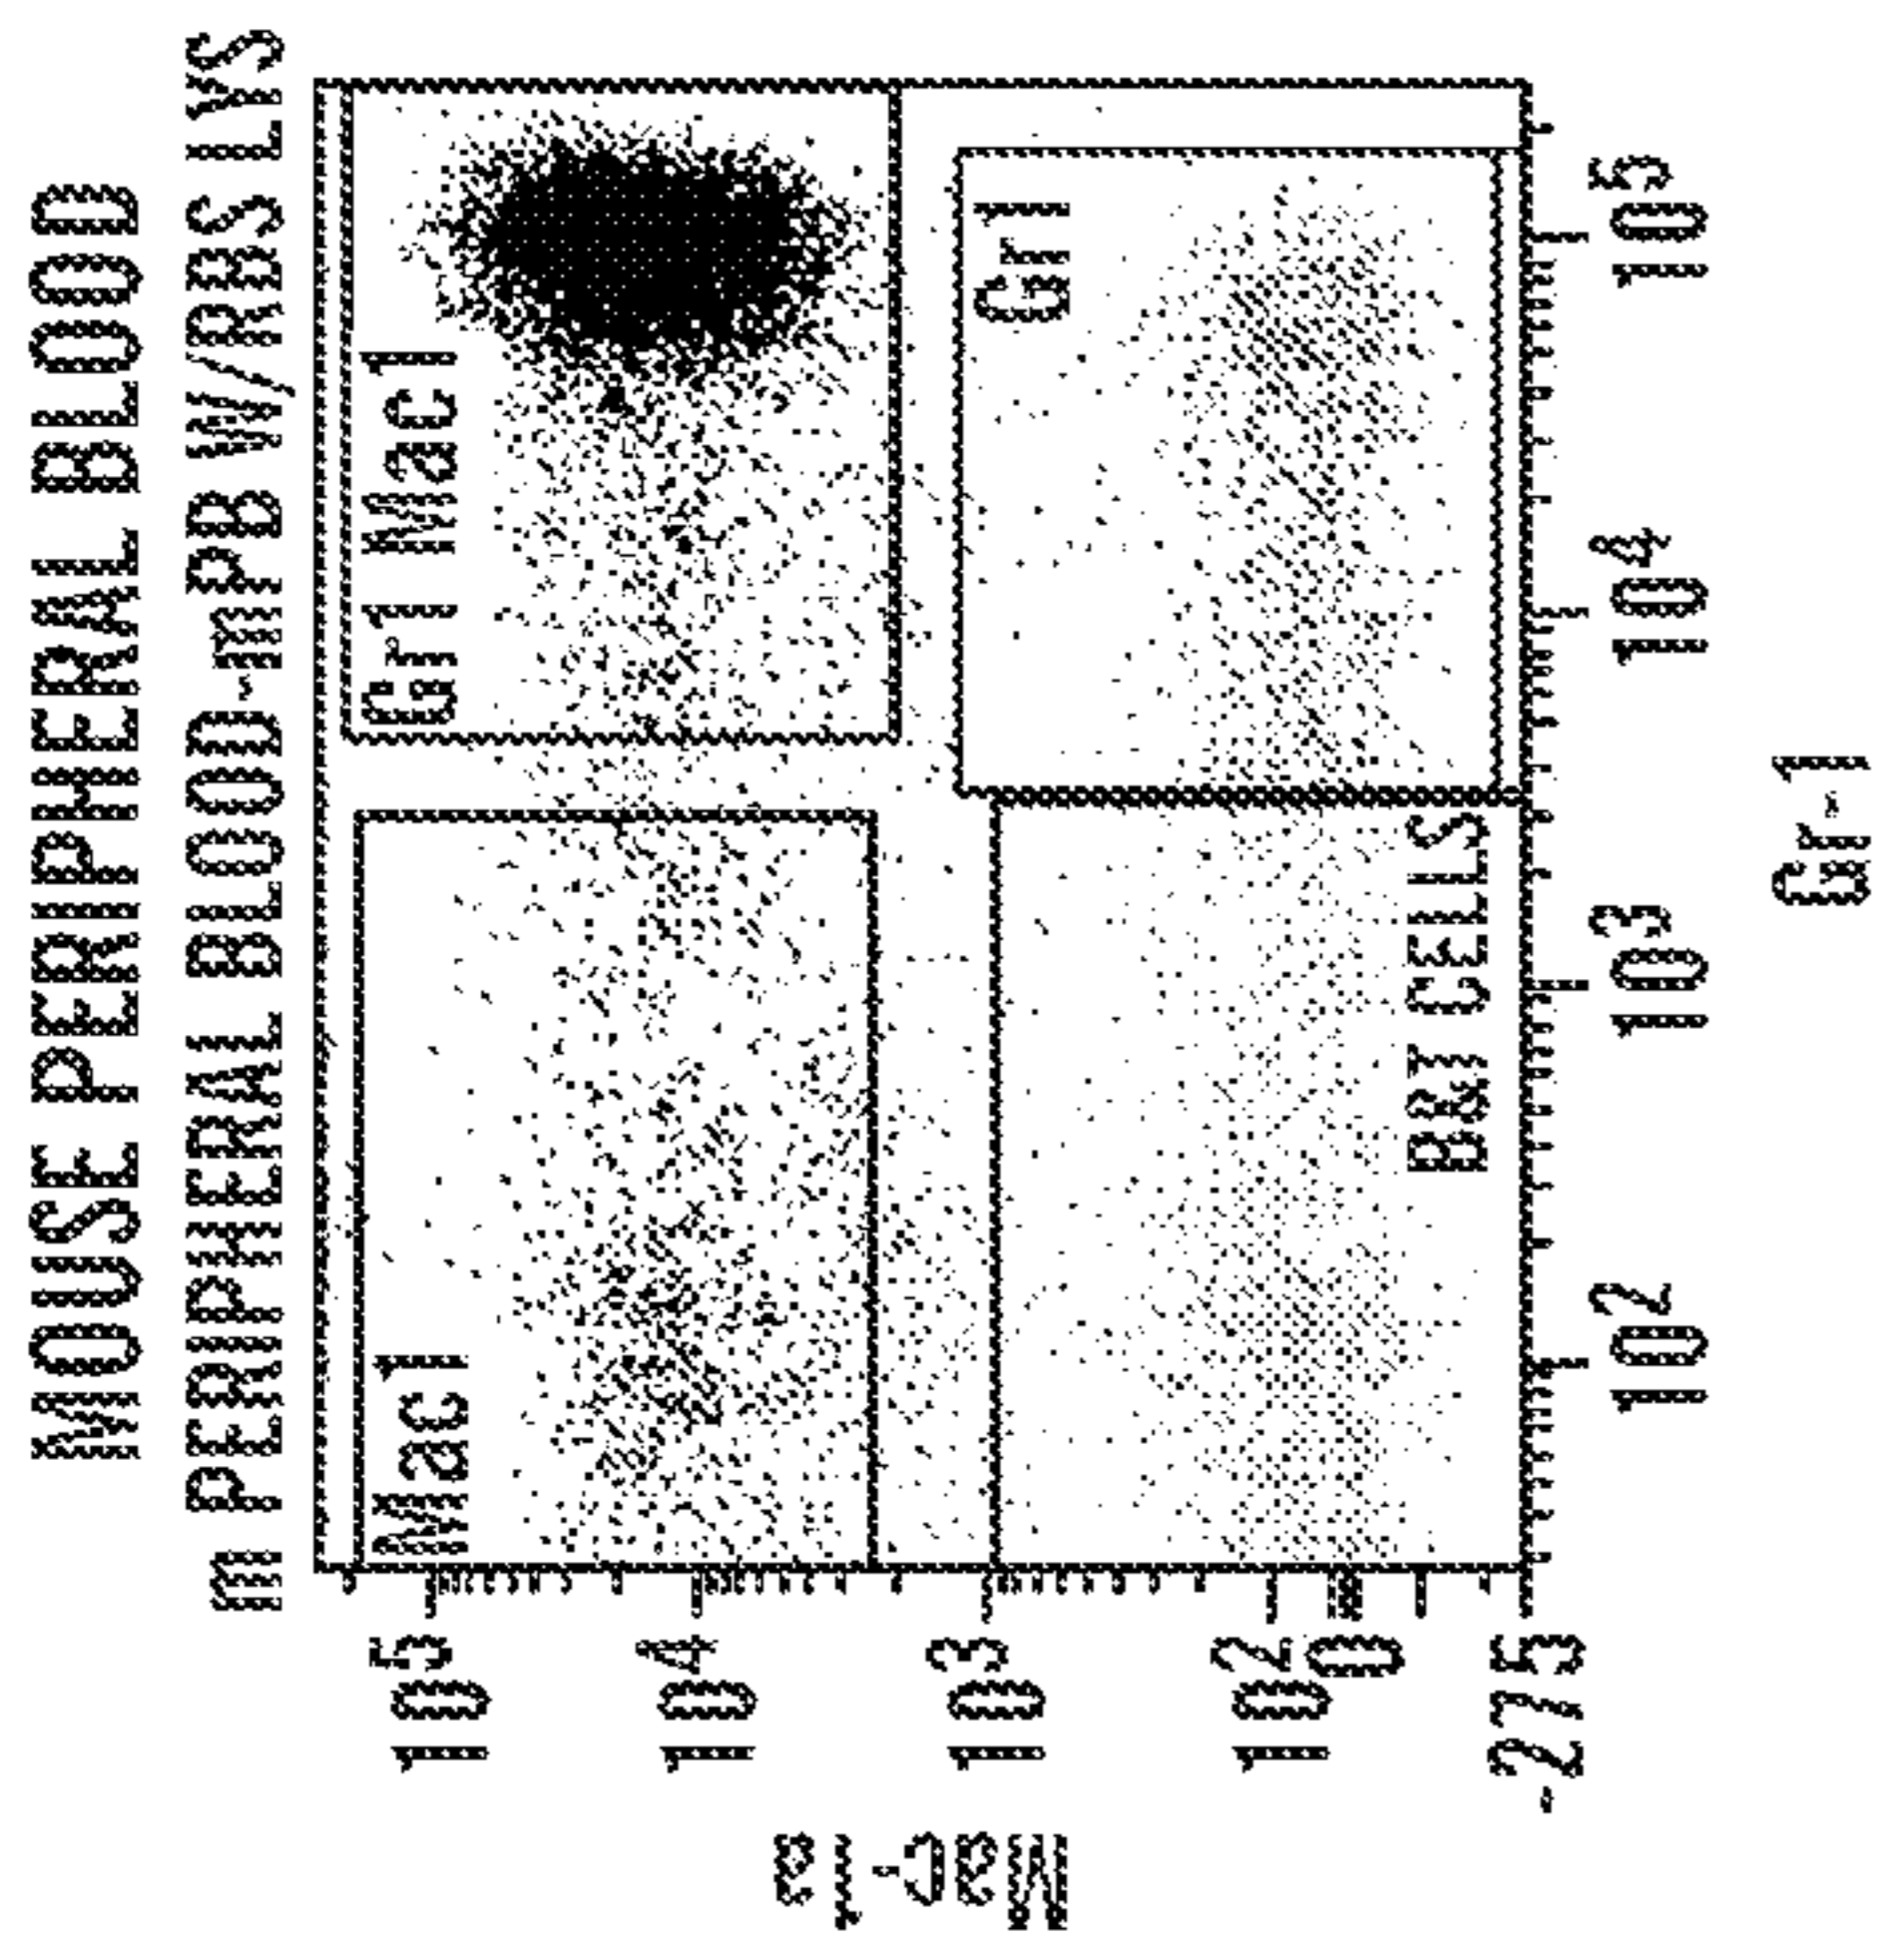 MOUSE PERIPHERAL BLOOD
m PERIPHERAL BLOOD-mPB W/RBS LYS
Mac1
Gr1 Mac1
Gr1
B&T CELLS
Mac-1a
10^5
10^4
10^3
10^2
0
-275
10^2
10^3
10^4
10^5
Gr-1